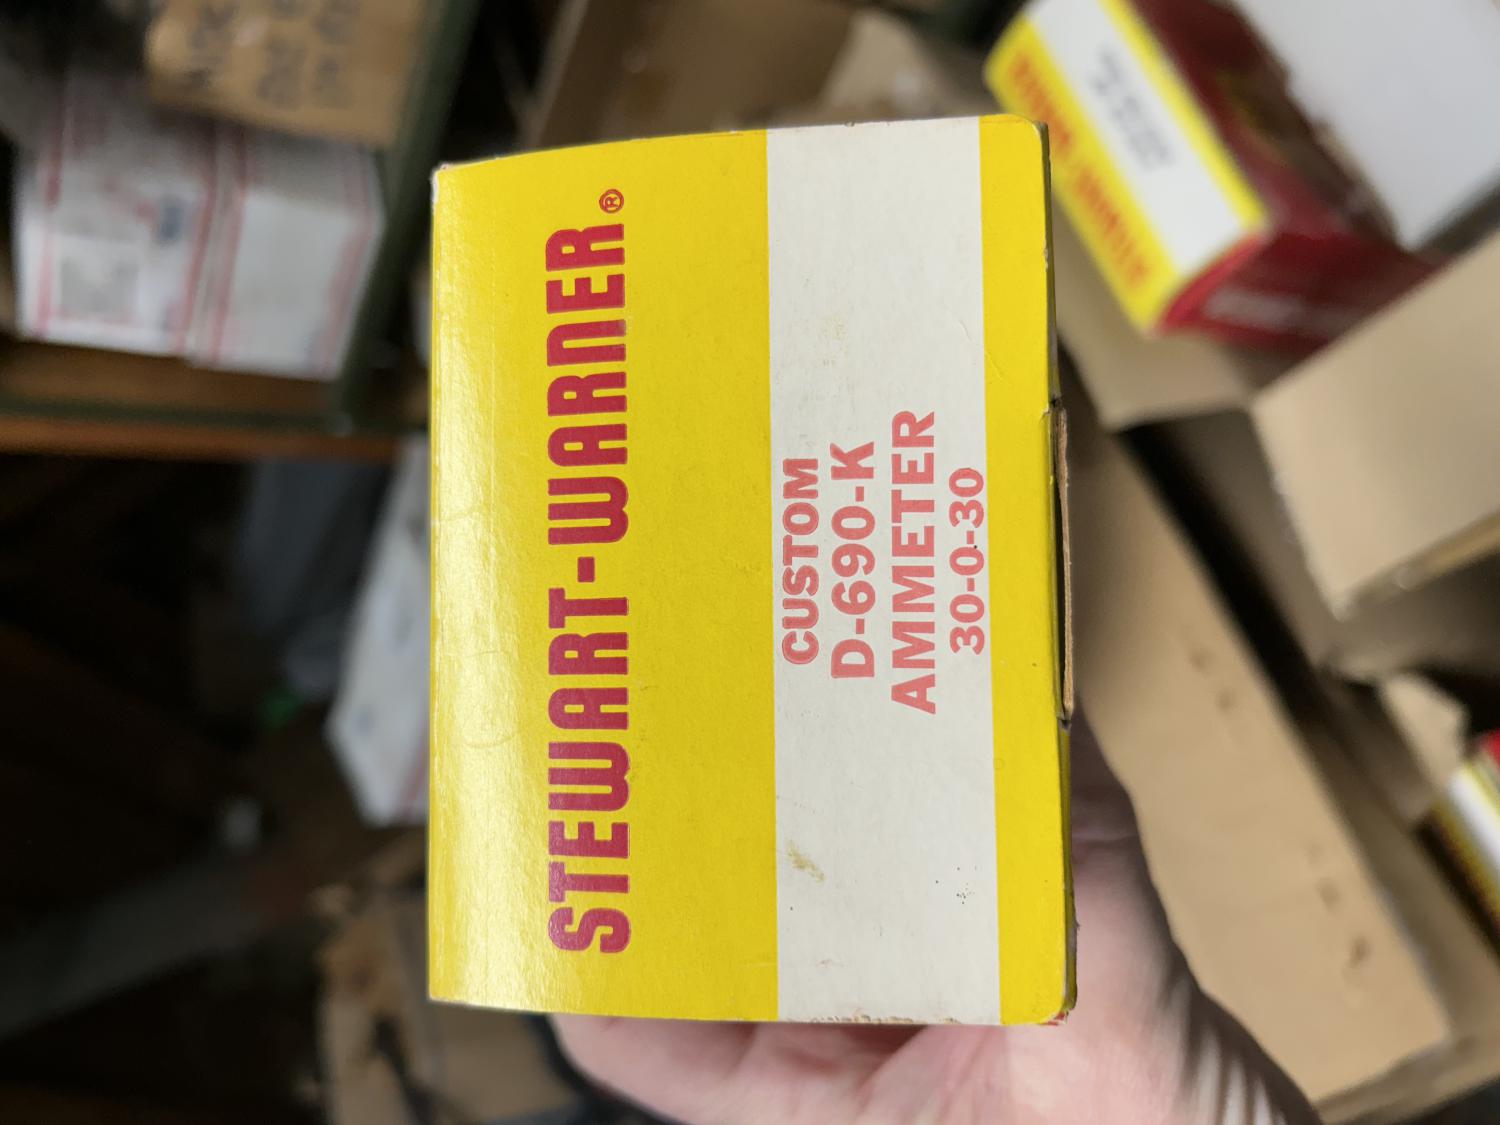 STEWART-WARNER®
CUSTOM
D-690-K
AMMETER
30-0-30